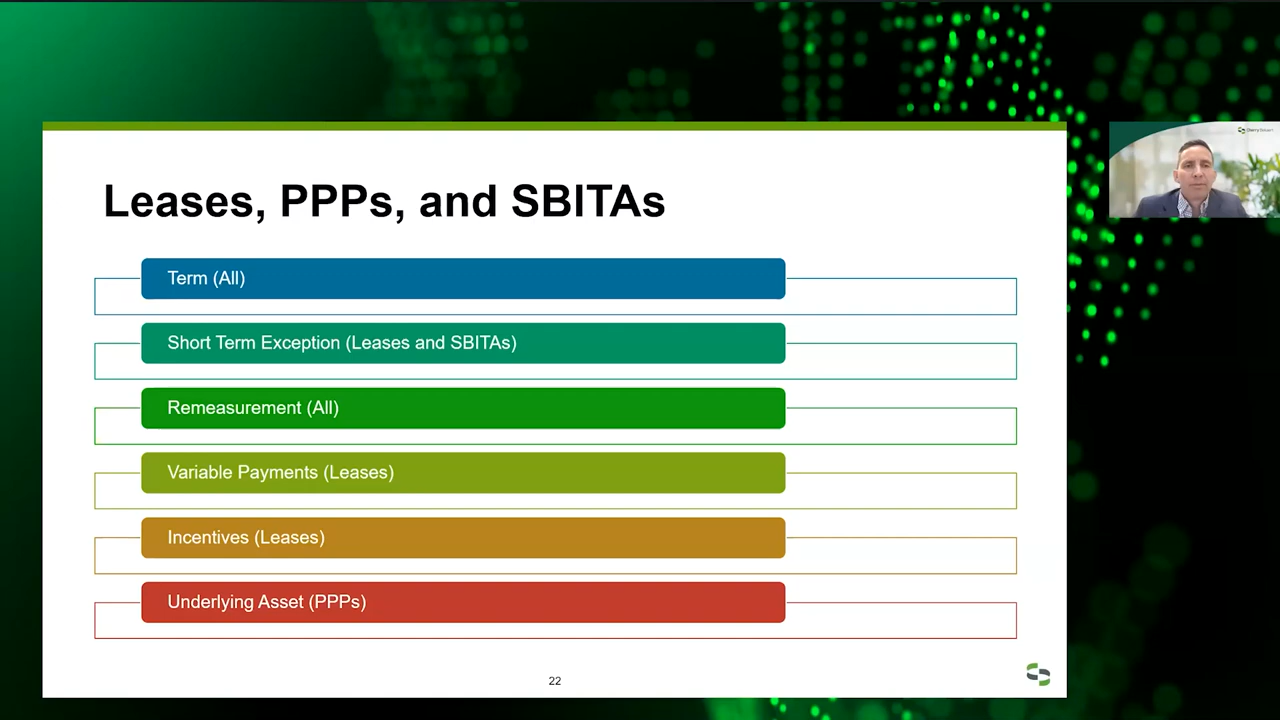 Leases, PPPs, and SBITAs
Term (All)
Short Term Exception (Leases and SBITAs)
Remeasurement (All)
Variable Payments (Leases)
Incentives (Leases)
Underlying Asset (PPPs)
22